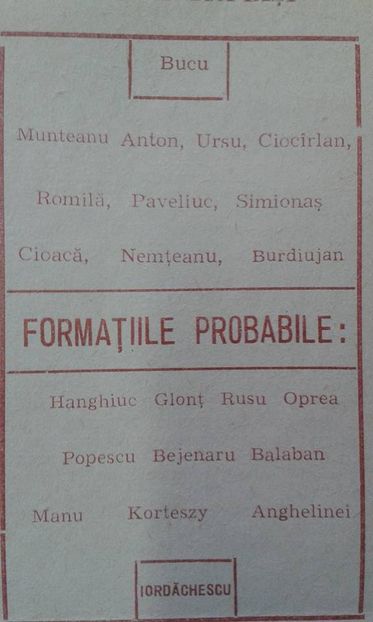 Bucu
Munteanu Anton, Ursu, Ciocîrlan,
Romilă, Paveliuc, Simionaș
Cioacă, Nemțeanu, Burdiujan
FORMAȚIILE PROBABILE:
Hanghiuc Glonț Rusu Oprea
Popescu Bejenaru Balaban
Manu Korteszy Anghelinei
IORDĂCHESCU